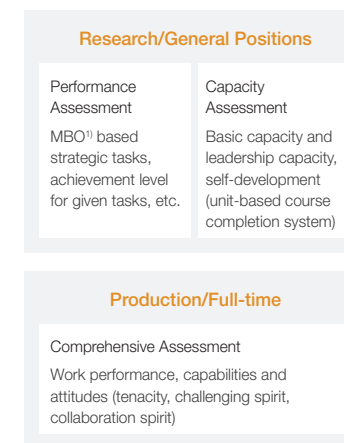 Research/General Positions
Performance
Assessment
MBO¹⁾ based
strategic tasks,
achievement level
for given tasks, etc.
Capacity
Assessment
Basic capacity and
leadership capacity,
self-development
(unit-based course
completion system)
Production/Full-time
Comprehensive Assessment
Work performance, capabilities and
attitudes (tenacity, challenging spirit,
collaboration spirit)